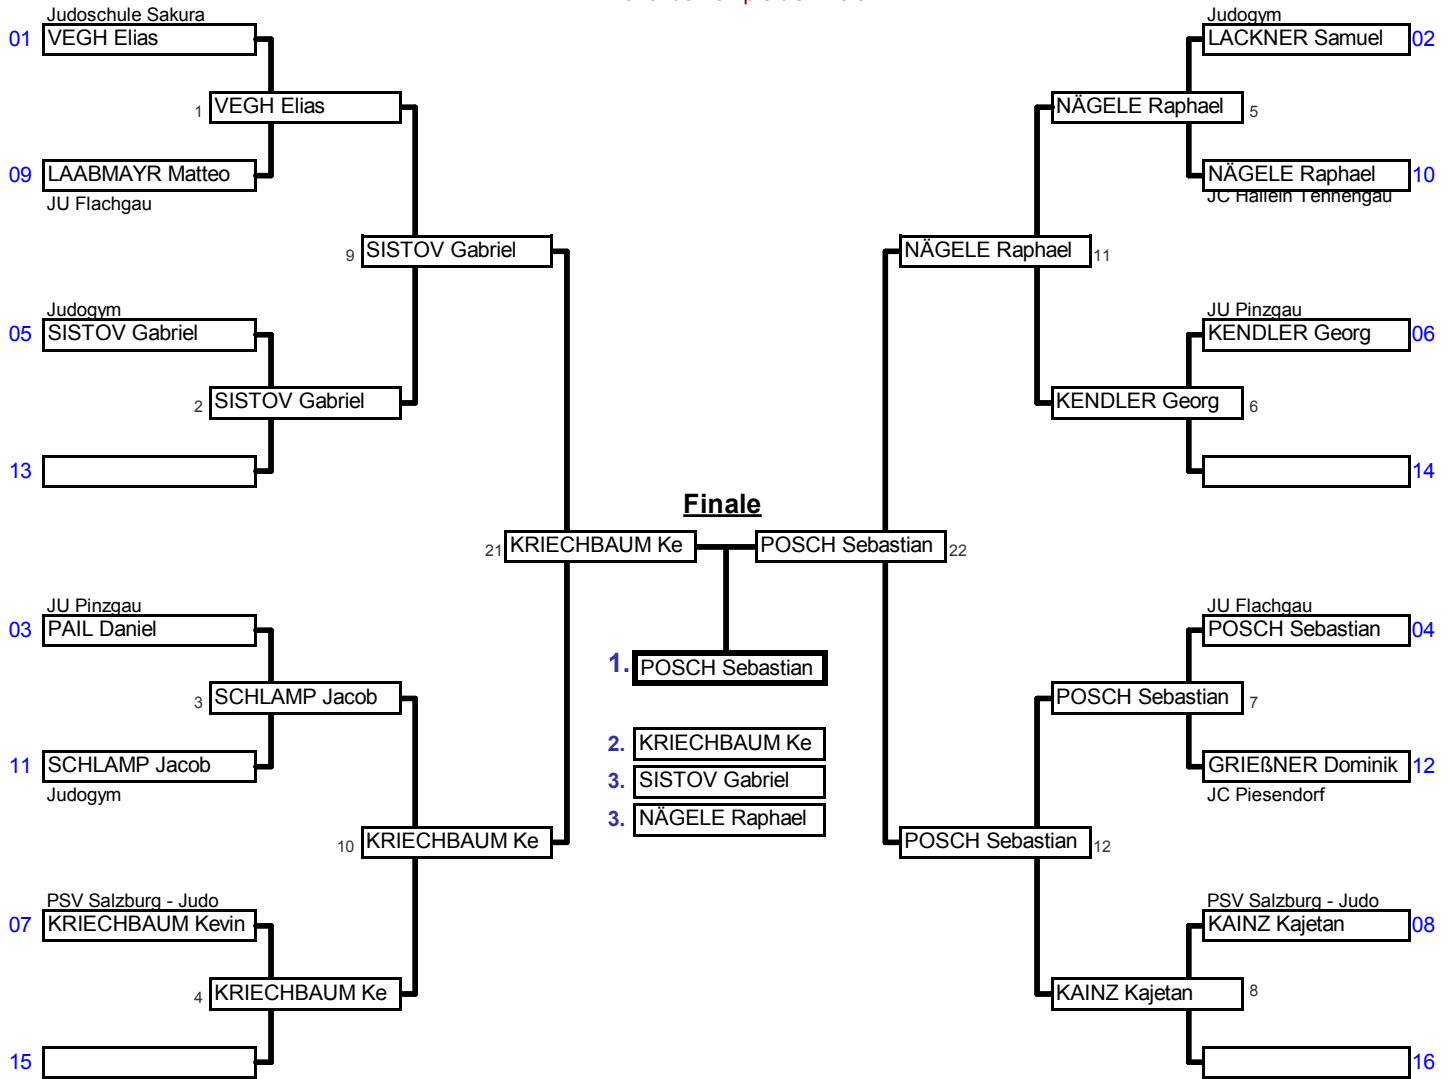 Judoschule Sakura
01 VEGH Elias
1 VEGH Elias
09 LAABMAYR Matteo
JU Flachgau
9 SISTOV Gabriel
Judogym
05 SISTOV Gabriel
2 SISTOV Gabriel
13
21 KRIECHBAUM Ke
JU Pinzgau
03 PAIL Daniel
3 SCHLAMP Jacob
11 SCHLAMP Jacob
Judogym
10 KRIECHBAUM Ke
PSV Salzburg - Judo
07 KRIECHBAUM Kevin
4 KRIECHBAUM Ke
15
Finale
1. POSCH Sebastian
2. KRIECHBAUM Ke
3. SISTOV Gabriel
3. NÄGELE Raphael
Judogym
LACKNER Samuel 02
NÄGELE Raphael 5
NÄGELE Raphael 10
JC Hallein Tennengau
NÄGELE Raphael 11
JU Pinzgau
KENDLER Georg 06
KENDLER Georg 6
14
POSCH Sebastian 22
JU Flachgau
POSCH Sebastian 04
POSCH Sebastian 7
GRIEßNER Dominik 12
JC Piesendorf
POSCH Sebastian 12
PSV Salzburg - Judo
KAINZ Kajetan 08
KAINZ Kajetan 8
16